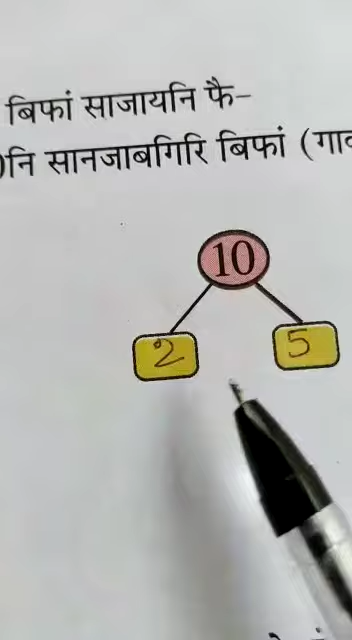 बिफां साजायनि फै–
नि सानजाबगिरि बिफां (गाद
10
2 5